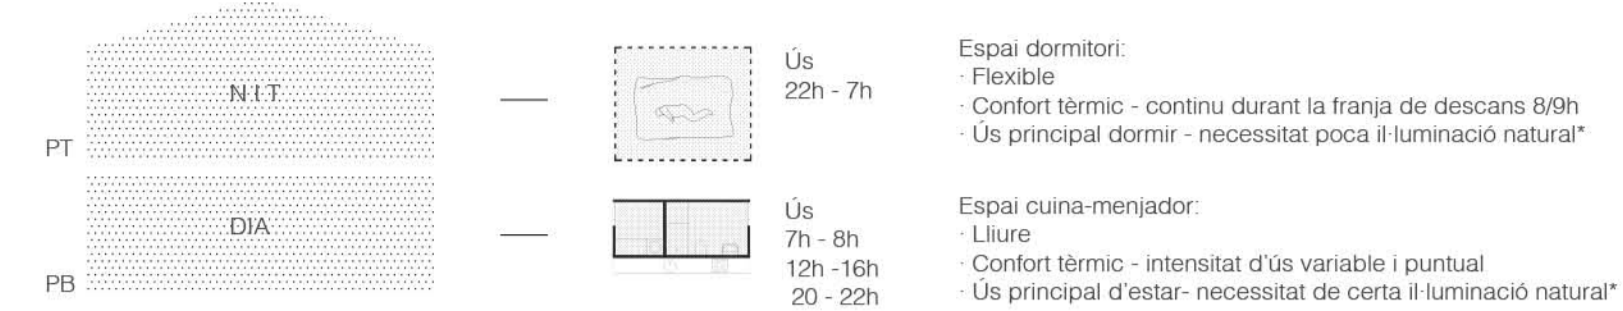 NIT
PT
Ús
22h - 7h
Espai dormitori:
· Flexible
· Confort tèrmic - continu durant la franja de descans 8/9h
· Ús principal dormir - necessitat poca il·luminació natural*
DIA
PB
Ús
7h - 8h
12h -16h
20 - 22h
Espai cuina-menjador:
· Lliure
· Confort tèrmic - intensitat d'ús variable i puntual
· Ús principal d'estar- necessitat de certa il·luminació natural*